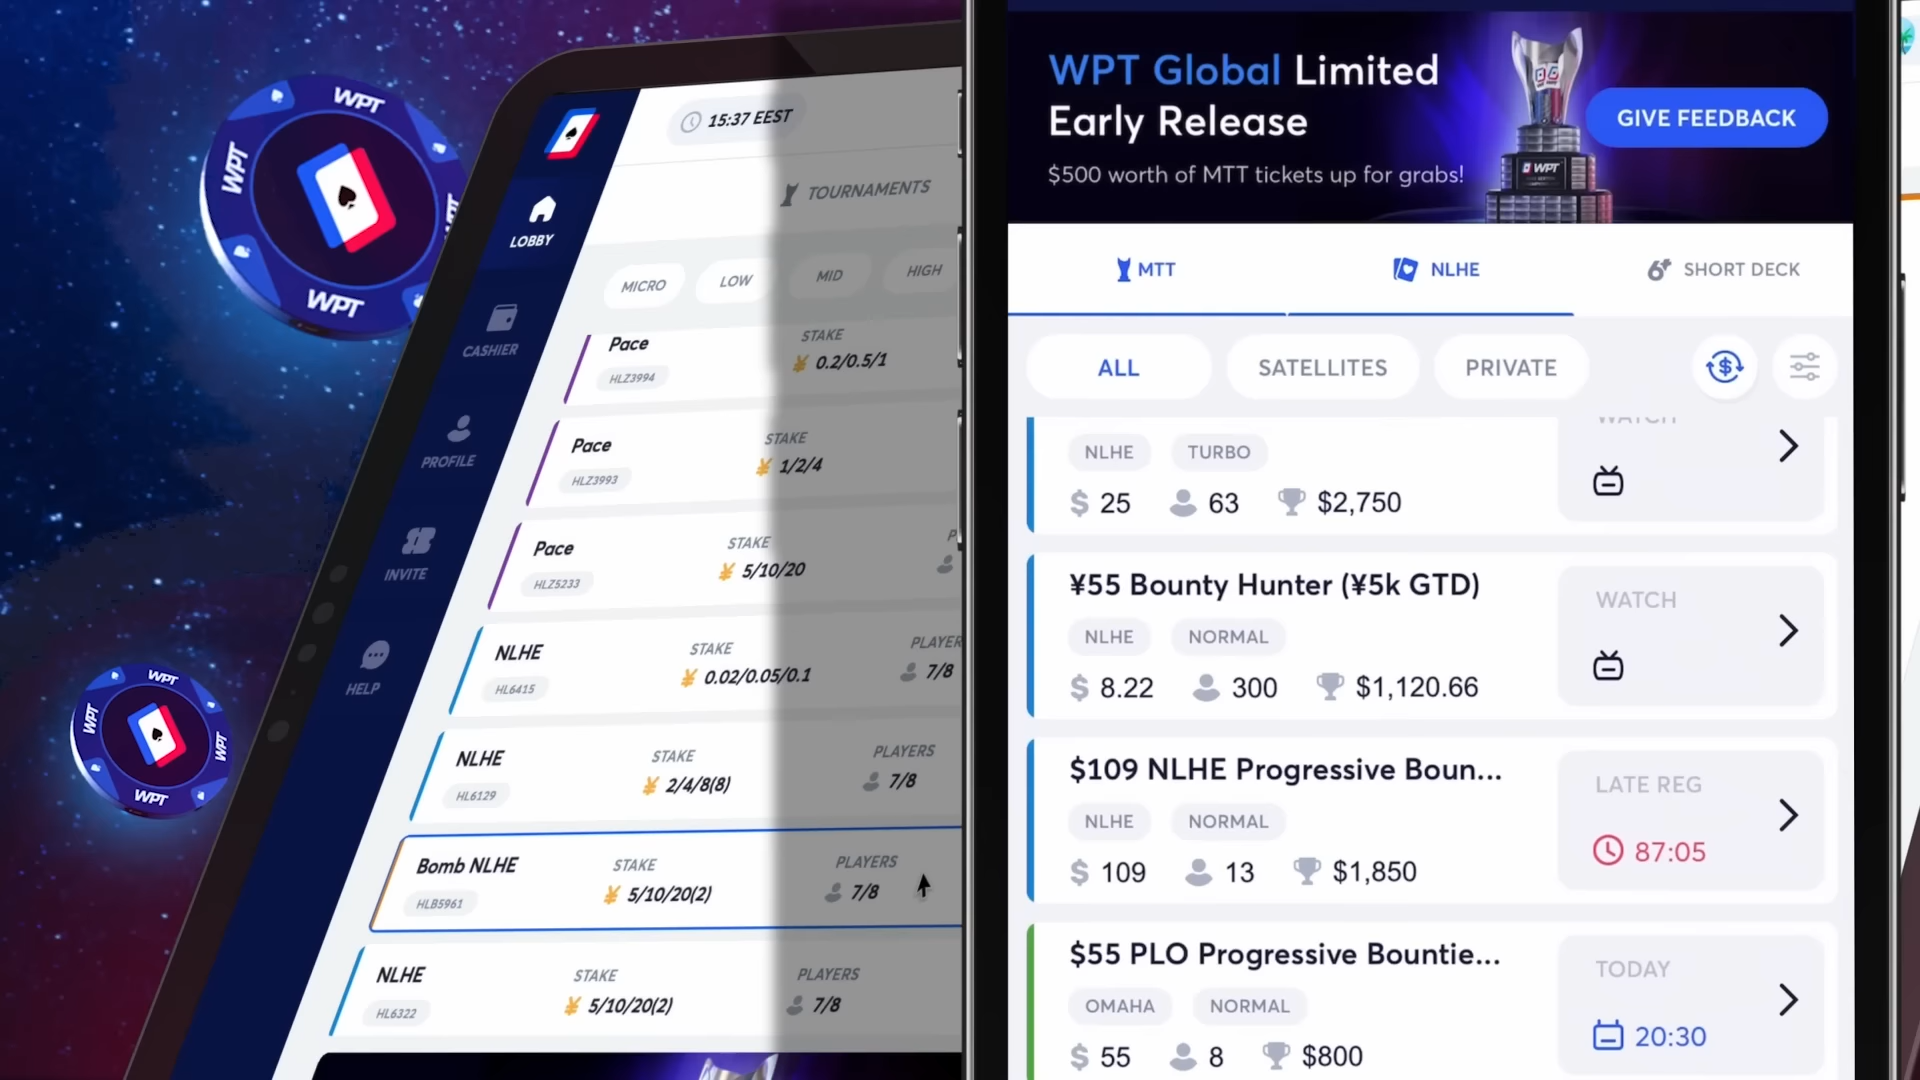 WPT
WPT
WPT
WPT
WPT
WPT
WPT
15:37 EEST
TOURNAMENTS
LOBBY
CASHIER
PROFILE
INVITE
HELP
MICRO
LOW
MID
HIGH
Pace
HLZ3994
STAKE
¥ 0.2/0.5/1
Pace
HLZ3993
STAKE
¥ 1/2/4
Pace
HLZ5233
STAKE
¥ 5/10/20
NLHE
HL6415
STAKE
¥ 0.02/0.05/0.1
PLAYER
7/8
NLHE
HL6129
STAKE
¥ 2/4/8(8)
PLAYERS
7/8
Bomb NLHE
HLB5961
STAKE
¥ 5/10/20(2)
PLAYERS
7/8
NLHE
HL6322
STAKE
¥ 5/10/20(2)
PLAYERS
7/8
WPT Global Limited
Early Release
$500 worth of MTT tickets up for grabs!
WPT
GIVE FEEDBACK
MTT
NLHE
6+ SHORT DECK
ALL
SATELLITES
PRIVATE
$
WATCH
NLHE
TURBO
$ 25
63
$2,750
¥55 Bounty Hunter (¥5k GTD)
NLHE
NORMAL
$ 8.22
300
$1,120.66
WATCH
$109 NLHE Progressive Boun...
NLHE
NORMAL
$ 109
13
$1,850
LATE REG
87:05
$55 PLO Progressive Bountie...
OMAHA
NORMAL
$ 55
8
$800
TODAY
20:30